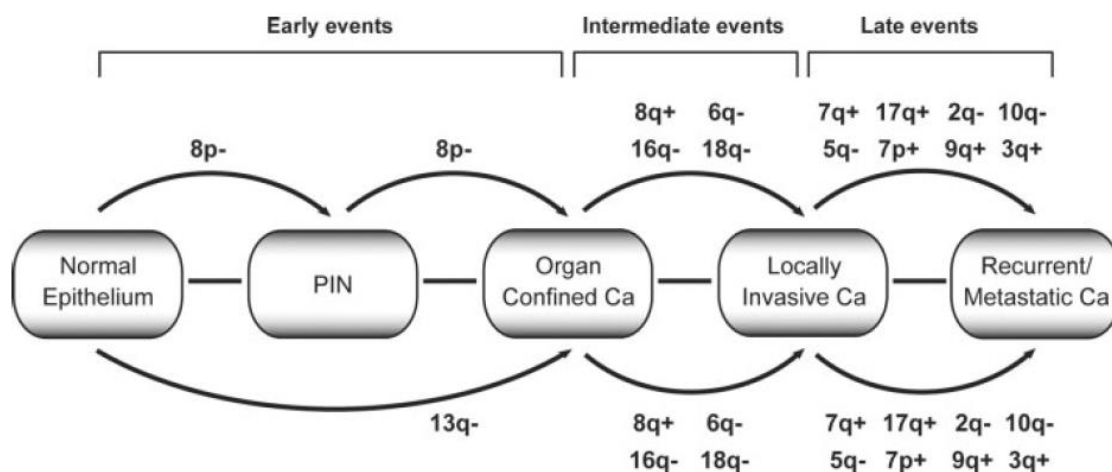 Early events Intermediate events Late events
8q+ 6q- 7q+ 17q+ 2q- 10q-
8p- 8p- 16q- 18q- 5q- 7p+ 9q+ 3q+
Normal Organ Locally Recurrent/
Epithelium PIN Confined Ca Invasive Ca Metastatic Ca
13q- 8q+ 6q- 7q+ 17q+ 2q- 10q-
16q- 18q- 5q- 7p+ 9q+ 3q+